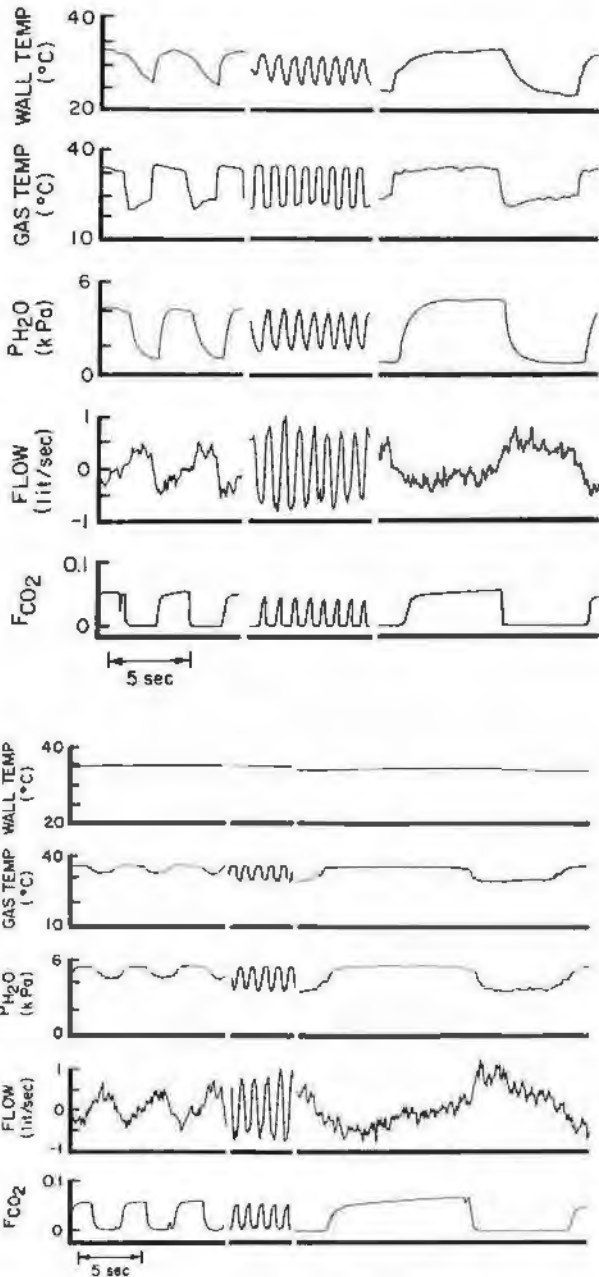 WALL TEMP
(°C)
40
20
GAS TEMP
(°C)
40
10
PH2O
(kPa)
6
0
FLOW
(lit/sec)
1
0
-1
FCO2
0.1
0
5 sec
WALL TEMP
(°C)
40
20
GAS TEMP
(°C)
40
10
PH2O
(kPa)
6
0
FLOW
(lit/sec)
1
0
-1
FCO2
0.1
0
5 sec